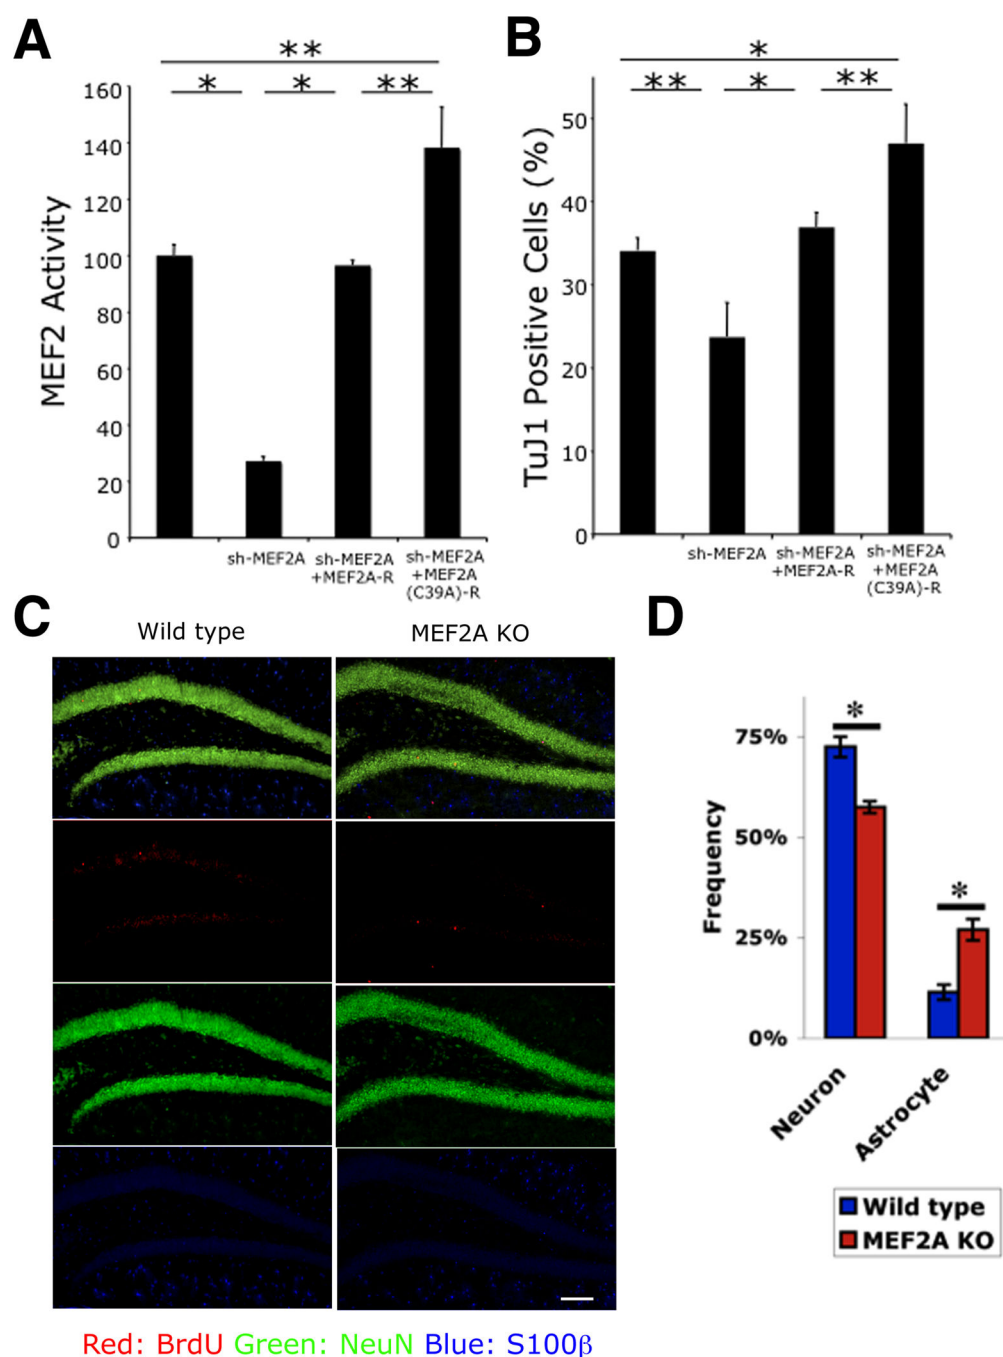 A
B
**
*
*
**
*
**
*
**
160
140
120
100
80
60
40
20
0
MEF2 Activity
sh-MEF2A
sh-MEF2A
+MEF2A-R
sh-MEF2A
+MEF2A
(C39A)-R
50
40
30
20
10
0
TuJ1 Positive Cells (%)
sh-MEF2A
sh-MEF2A
+MEF2A-R
sh-MEF2A
+MEF2A
(C39A)-R
C
Wild type
MEF2A KO
Red: BrdU Green: NeuN Blue: S100β
D
*
*
75%
50%
25%
0%
Frequency
Neuron
Astrocyte
Wild type
MEF2A KO